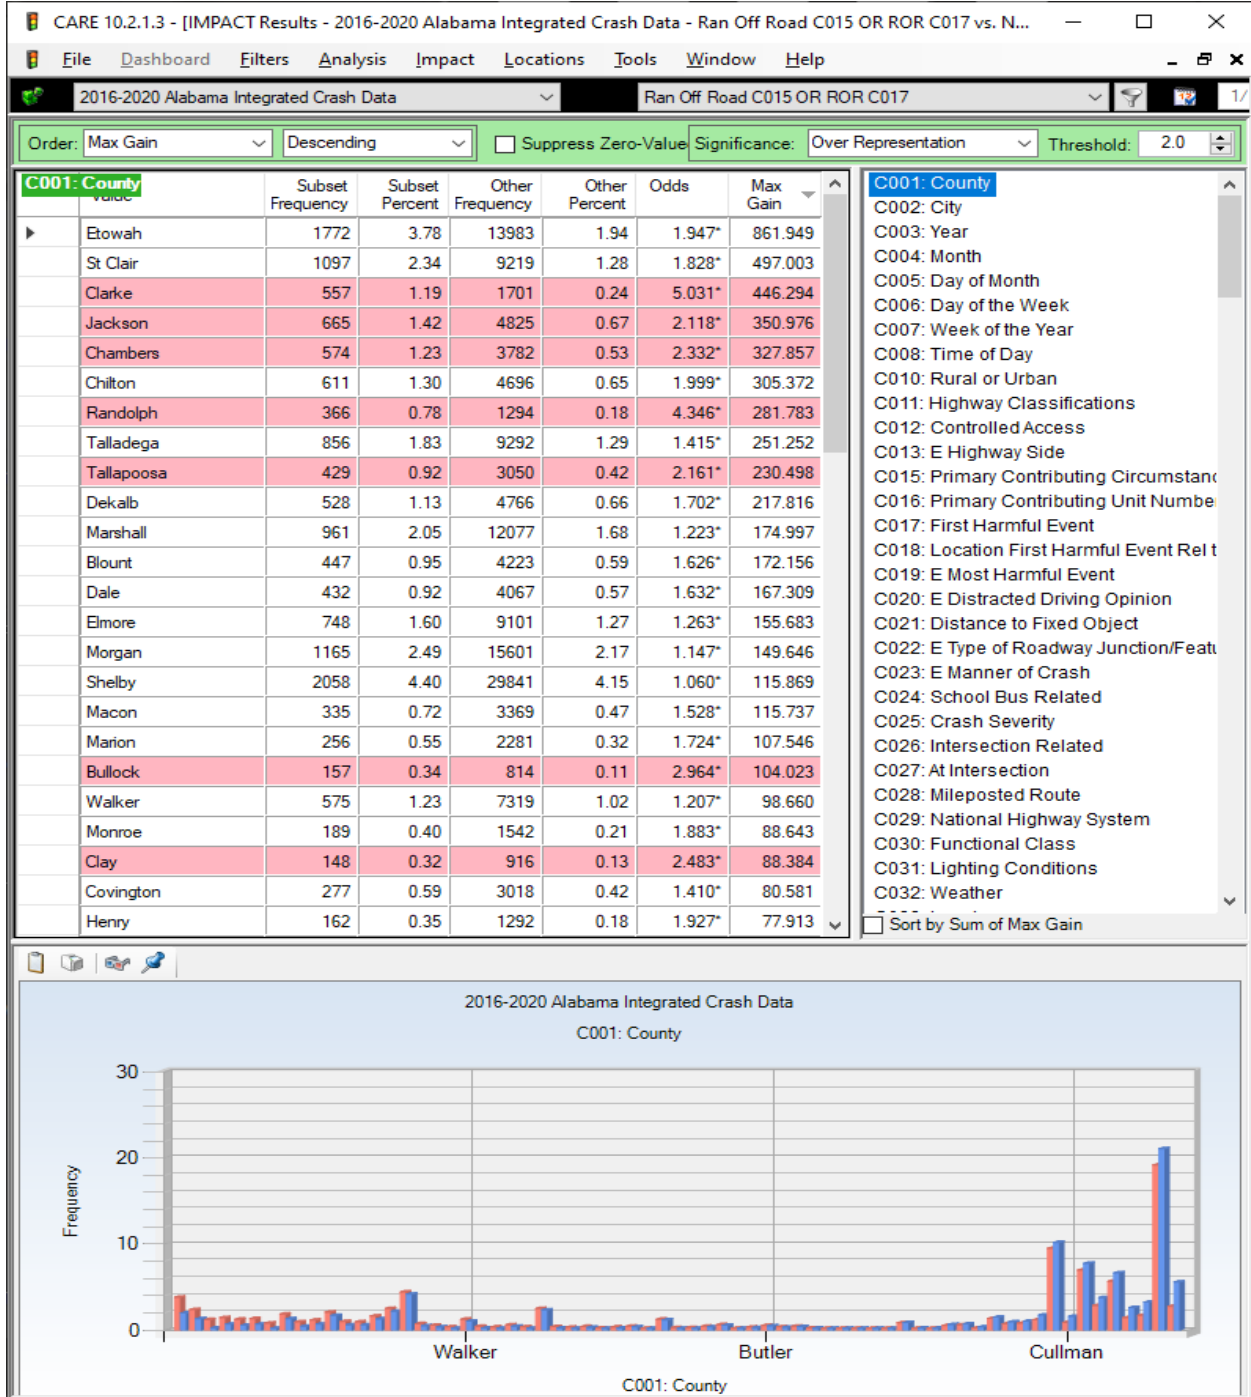 CARE 10.2.1.3 - [IMPACT Results - 2016-2020 Alabama Integrated Crash Data - Ran Off Road C015 OR ROR C017 vs. N...
File Dashboard Filters Analysis Impact Locations Tools Window Help
2016-2020 Alabama Integrated Crash Data Ran Off Road C015 OR ROR C017 1/
Order: Max Gain Descending Suppress Zero-Value Significance: Over Representation Threshold: 2.0
C001: County Subset Frequency Subset Percent Other Frequency Other Percent Odds Max Gain
Etowah 1772 3.78 13983 1.94 1.947* 861.949
St Clair 1097 2.34 9219 1.28 1.828* 497.003
Clarke 557 1.19 1701 0.24 5.031* 446.294
Jackson 665 1.42 4825 0.67 2.118* 350.976
Chambers 574 1.23 3782 0.53 2.332* 327.857
Chilton 611 1.30 4696 0.65 1.999* 305.372
Randolph 366 0.78 1294 0.18 4.346* 281.783
Talladega 856 1.83 9292 1.29 1.415* 251.252
Tallapoosa 429 0.92 3050 0.42 2.161* 230.498
Dekalb 528 1.13 4766 0.66 1.702* 217.816
Marshall 961 2.05 12077 1.68 1.223* 174.997
Blount 447 0.95 4223 0.59 1.626* 172.156
Dale 432 0.92 4067 0.57 1.632* 167.309
Elmore 748 1.60 9101 1.27 1.263* 155.683
Morgan 1165 2.49 15601 2.17 1.147* 149.646
Shelby 2058 4.40 29841 4.15 1.060* 115.869
Macon 335 0.72 3369 0.47 1.528* 115.737
Marion 256 0.55 2281 0.32 1.724* 107.546
Bullock 157 0.34 814 0.11 2.964* 104.023
Walker 575 1.23 7319 1.02 1.207* 98.660
Monroe 189 0.40 1542 0.21 1.883* 88.643
Clay 148 0.32 916 0.13 2.483* 88.384
Covington 277 0.59 3018 0.42 1.410* 80.581
Henry 162 0.35 1292 0.18 1.927* 77.913
C001: County
C002: City
C003: Year
C004: Month
C005: Day of Month
C006: Day of the Week
C007: Week of the Year
C008: Time of Day
C010: Rural or Urban
C011: Highway Classifications
C012: Controlled Access
C013: E Highway Side
C015: Primary Contributing Circumstanc
C016: Primary Contributing Unit Numbe
C017: First Harmful Event
C018: Location First Harmful Event Rel t
C019: E Most Harmful Event
C020: E Distracted Driving Opinion
C021: Distance to Fixed Object
C022: E Type of Roadway Junction/Featu
C023: E Manner of Crash
C024: School Bus Related
C025: Crash Severity
C026: Intersection Related
C027: At Intersection
C028: Mileposted Route
C029: National Highway System
C030: Functional Class
C031: Lighting Conditions
C032: Weather
Sort by Sum of Max Gain
2016-2020 Alabama Integrated Crash Data
C001: County
30
20
10
0
Frequency
Walker Butler Cullman
C001: County